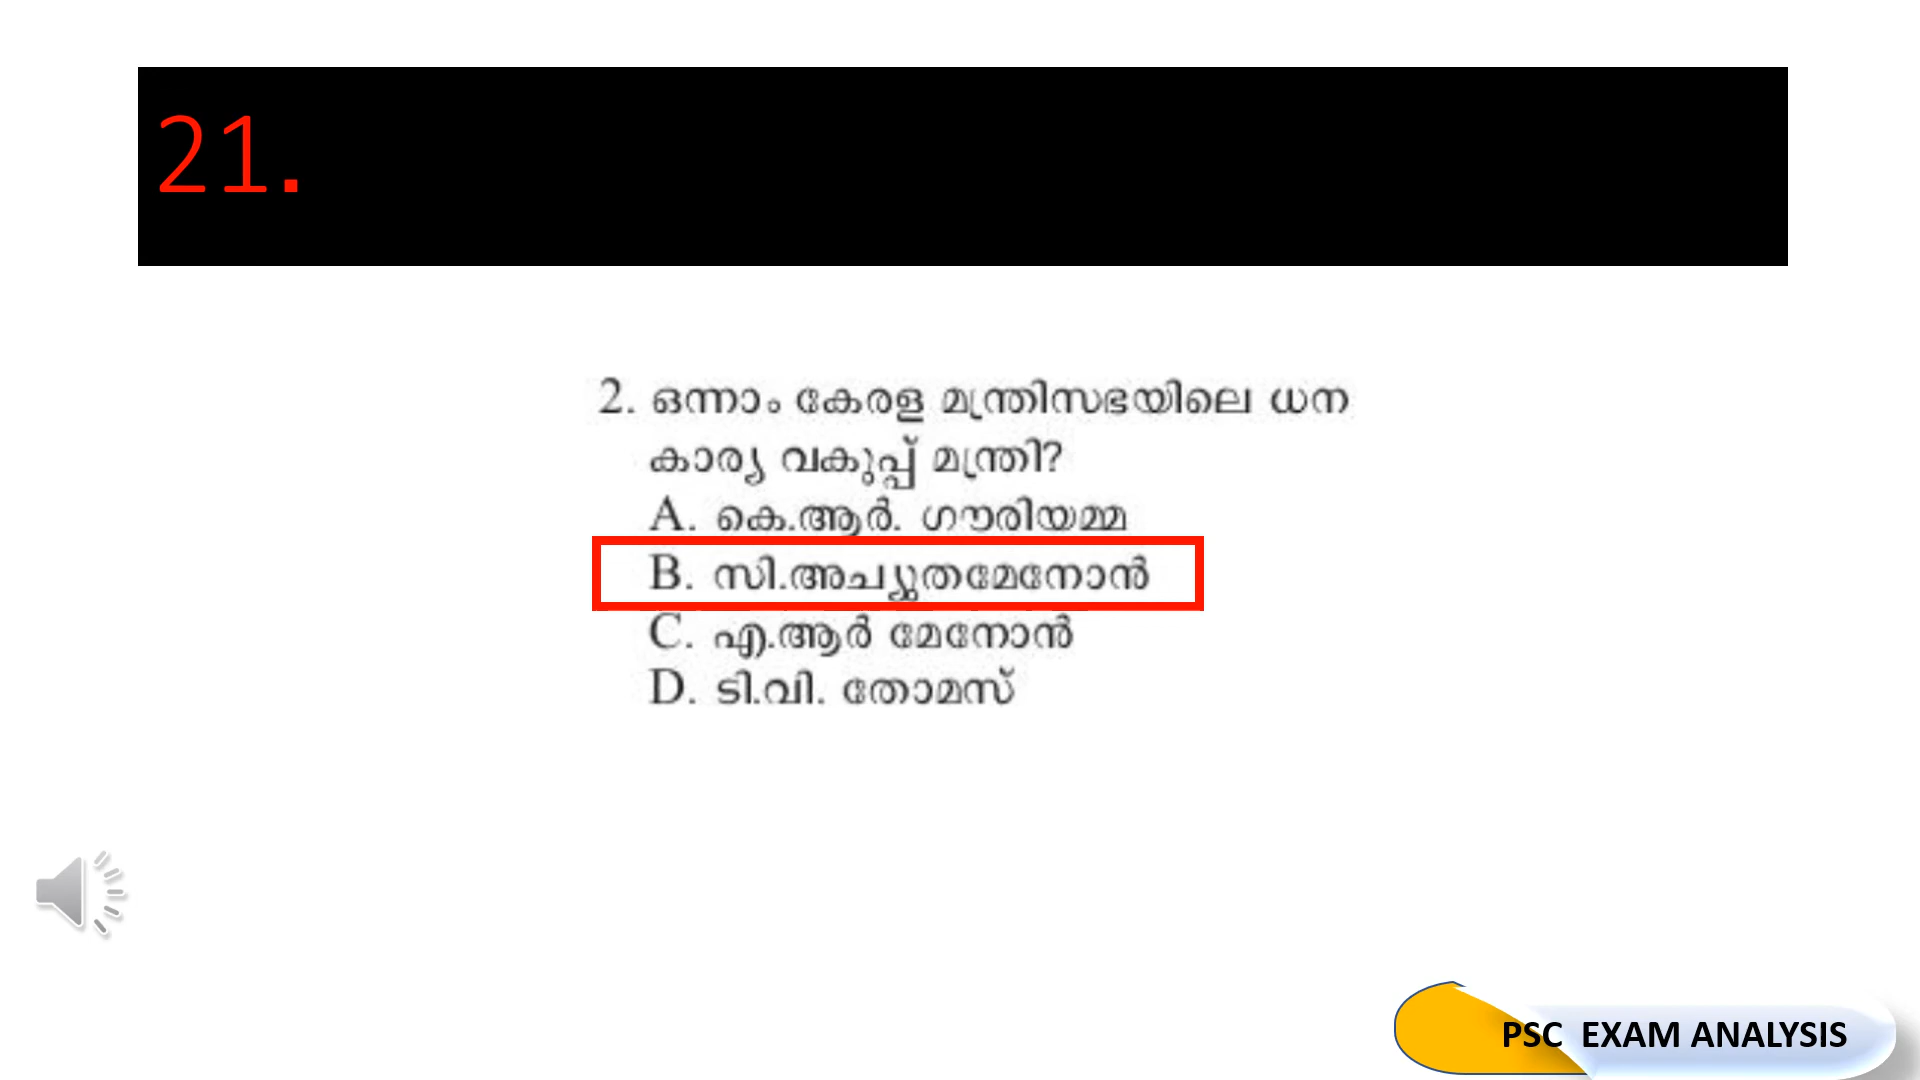 21.
2. ഒന്നാം കേരള മന്ത്രിസഭയിലെ ധന
കാര്യ വകുപ്പ് മന്ത്രി?
A. കെ.ആർ. ഗൗരിയമ്മ
B. സി.അച്യുതമേനോൻ
C. എ.ആർ മേനോൻ
D. ടി.വി. തോമസ്
PSC EXAM ANALYSIS